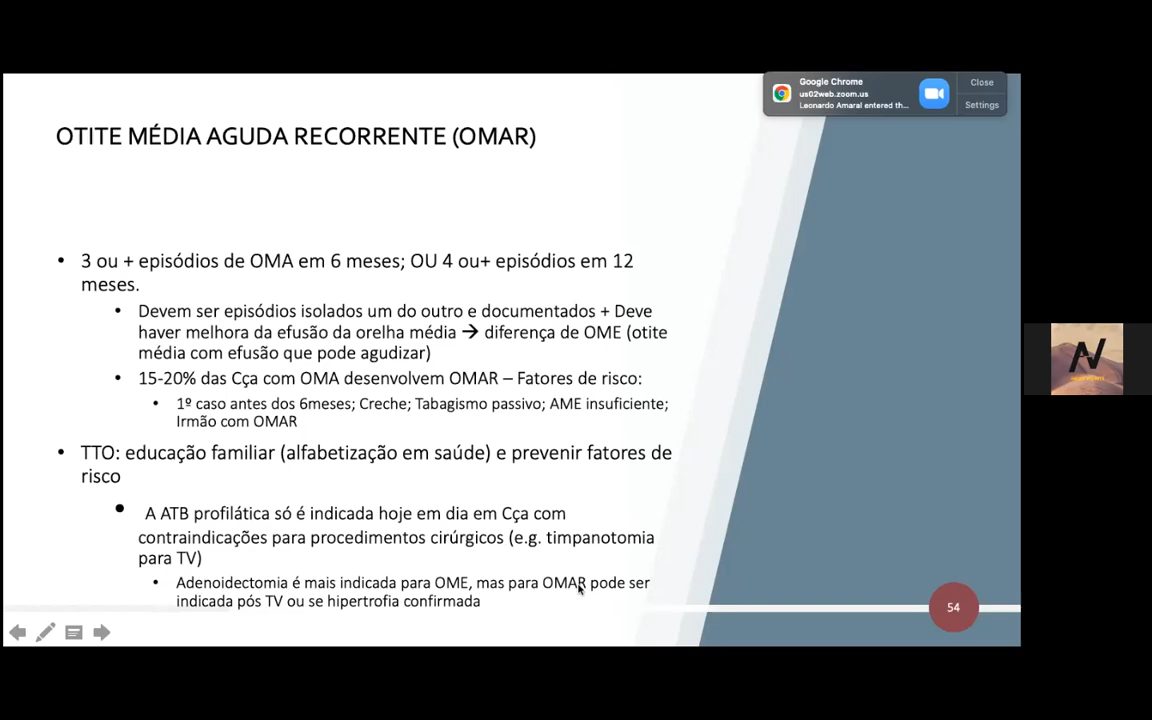 Google Chrome
Close
us02web.zoom.us
Leonardo Amaral entered th...
Settings
OTITE MÉDIA AGUDA RECORRENTE (OMAR)
• 3 ou + episódios de OMA em 6 meses; OU 4 ou+ episódios em 12
meses.
• Devem ser episódios isolados um do outro e documentados + Deve
haver melhora da efusão da orelha média → diferença de OME (otite
média com efusão que pode agudizar)
• 15-20% das Cça com OMA desenvolvem OMAR – Fatores de risco:
• 1º caso antes dos 6meses; Creche; Tabagismo passivo; AME insuficiente;
Irmão com OMAR
• TTO: educação familiar (alfabetização em saúde) e prevenir fatores de
risco
• A ATB profilática só é indicada hoje em dia em Cça com
contraindicações para procedimentos cirúrgicos (e.g. timpanotomia
para TV)
• Adenoidectomia é mais indicada para OME, mas para OMAR pode ser
indicada pós TV ou se hipertrofia confirmada
54